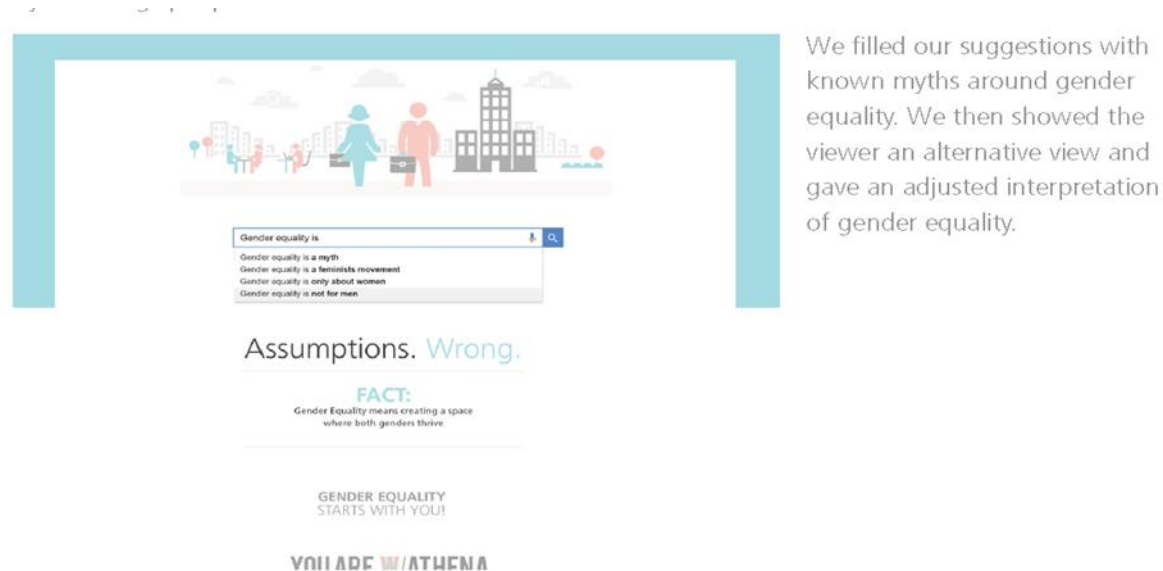 We filled our suggestions with
known myths around gender
equality. We then showed the
viewer an alternative view and
gave an adjusted interpretation
of gender equality.
Gender equality is
Gender equality is a myth
Gender equality is a feminists movement
Gender equality is only about women
Gender equality is not for men
Assumptions. Wrong.
FACT:
Gender Equality means creating a space
where both genders thrive
GENDER EQUALITY
STARTS WITH YOU!
YOU ARE W/ATHENA